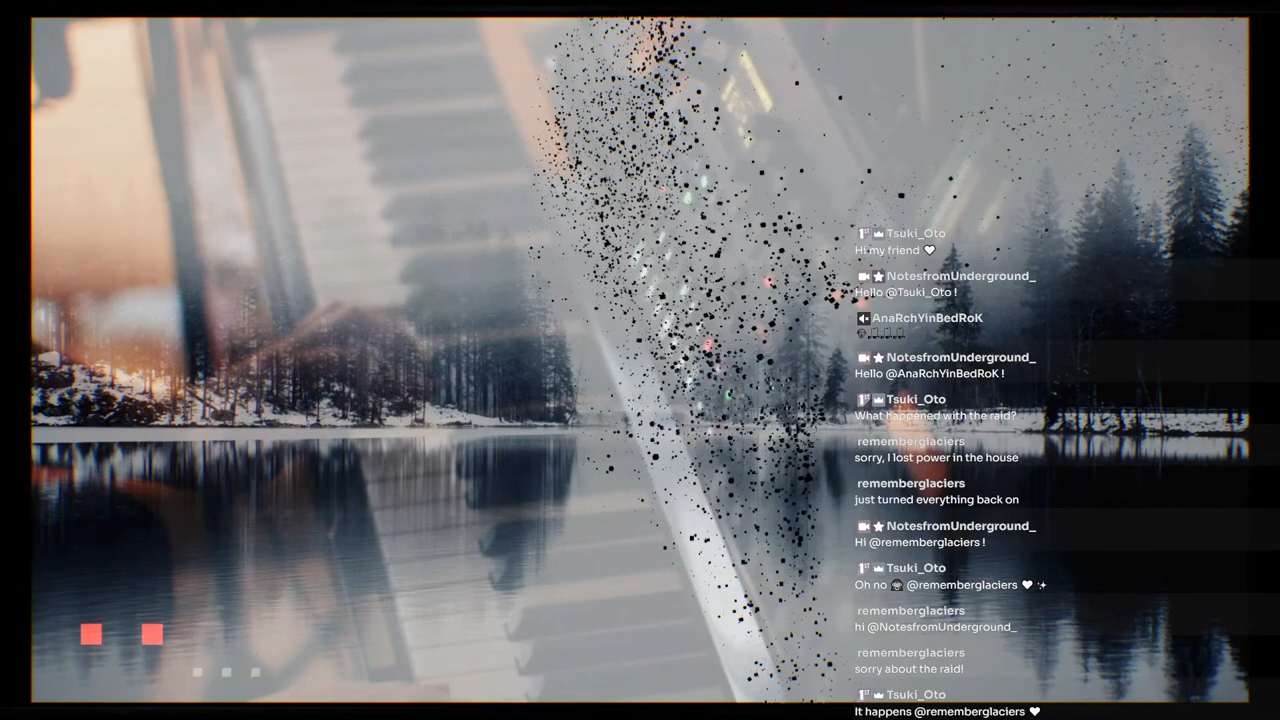 Tsuki_Oto
Hi my friend
NotesfromUnderground_
Hello @Tsuki_Oto !
AnaRchYinBedRoK
NotesfromUnderground_
Hello @AnaRchYinBedRoK !
Tsuki_Oto
What happened with the raid?
rememberglaciers
sorry, I lost power in the house
rememberglaciers
just turned everything back on
NotesfromUnderground_
Hi @rememberglaciers !
Tsuki_Oto
Oh no @rememberglaciers
rememberglaciers
hi @NotesfromUnderground_
rememberglaciers
sorry about the raid!
Tsuki_Oto
It happens @rememberglaciers